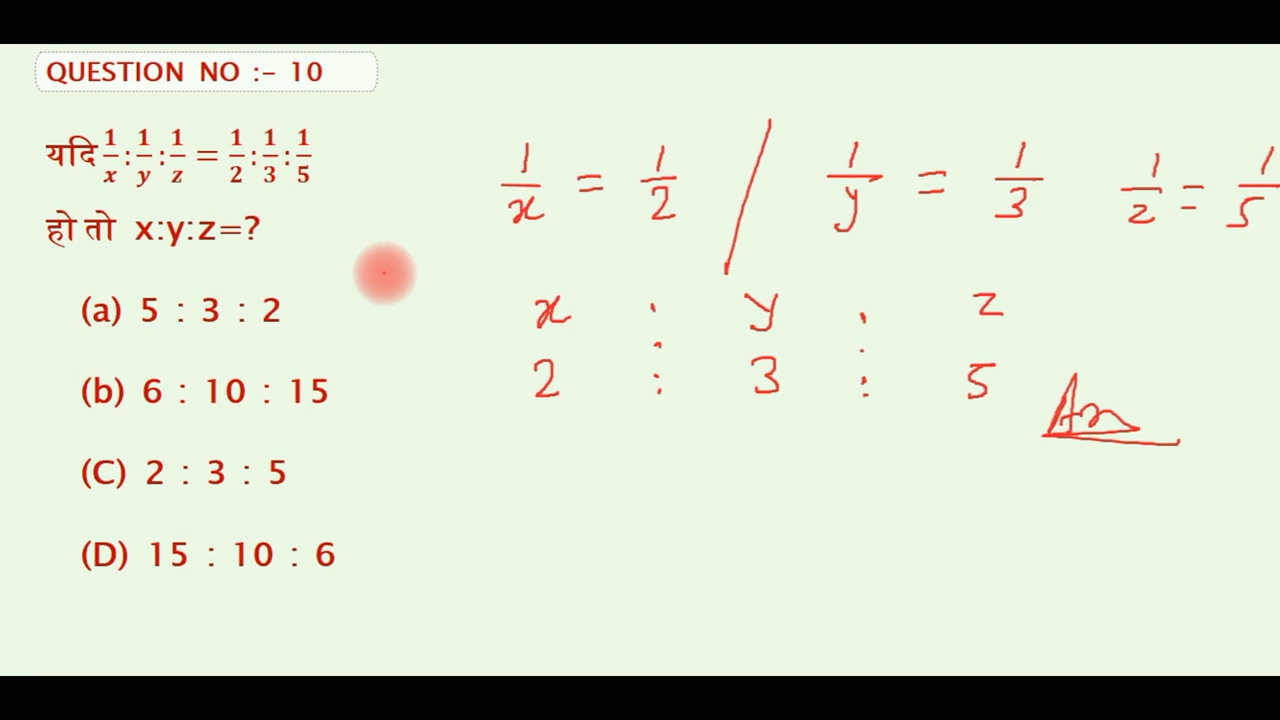 QUESTION NO :- 10
यदि 1/x : 1/y : 1/z = 1/2 : 1/3 : 1/5
हो तो x:y:z=?
(a) 5 : 3 : 2
(b) 6 : 10 : 15
(C) 2 : 3 : 5
(D) 15 : 10 : 6
1/x = 1/2 / 1/y = 1/3 1/z = 1/5
x : y : z
2 : 3 : 5
Ans